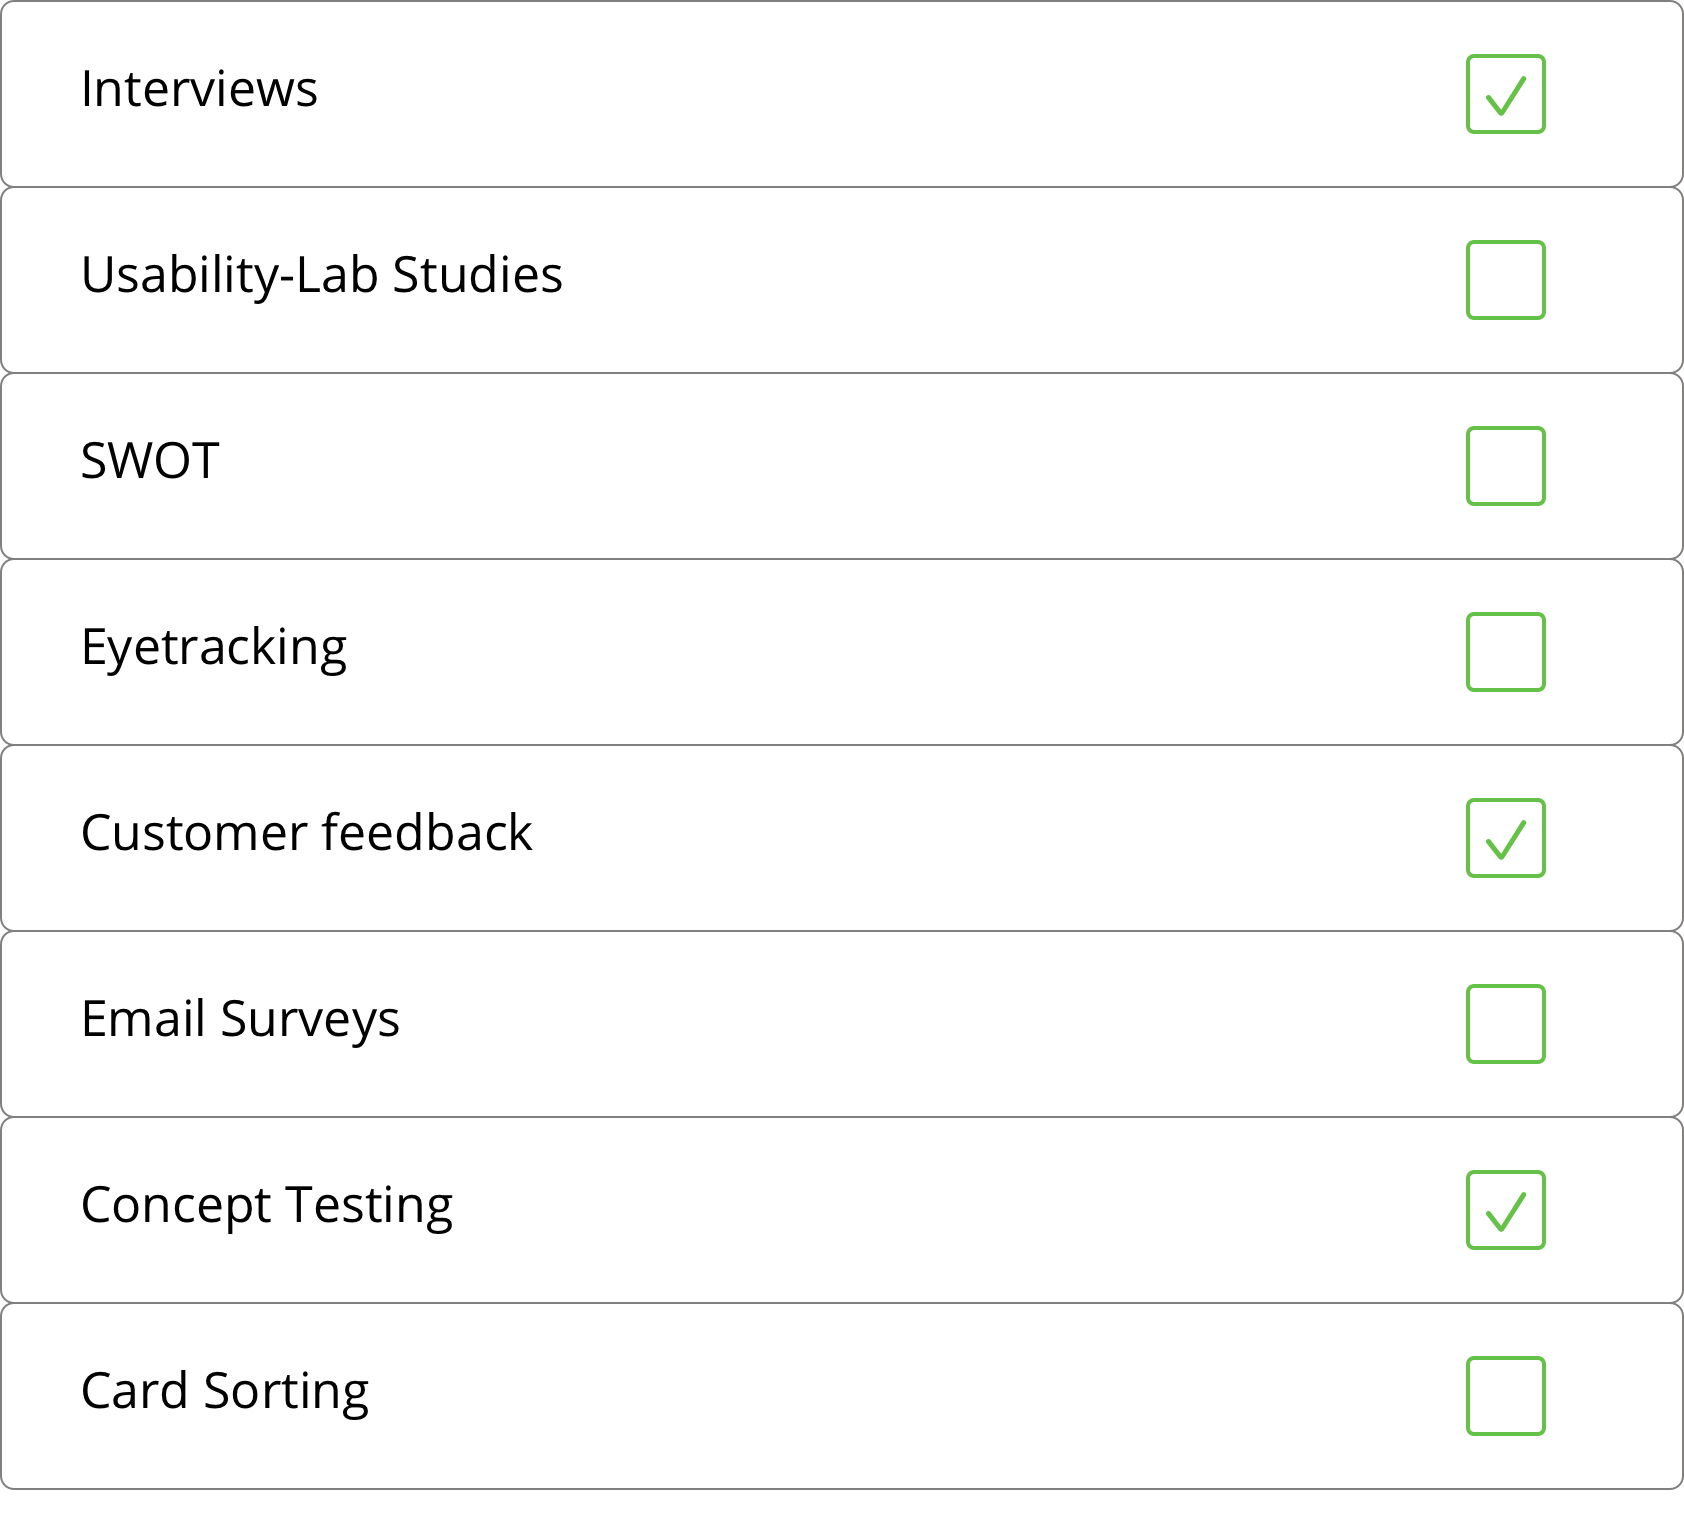 Interviews
Usability-Lab Studies
SWOT
Eyetracking
Customer feedback
Email Surveys
Concept Testing
Card Sorting